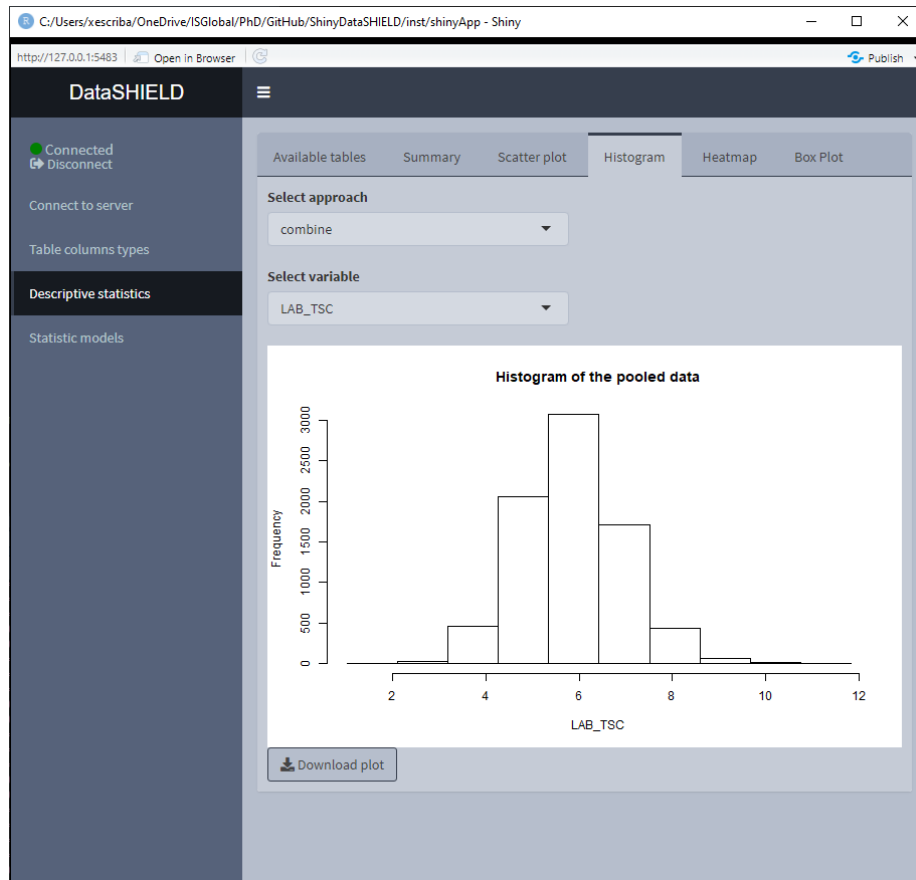 C:/Users/xescriba/OneDrive/ISGlobal/PhD/GitHub/ShinyDataSHIELD/inst/shinyApp - Shiny
http://127.0.0.1:5483 Open in Browser Publish
DataSHIELD
Connected
Disconnect
Connect to server
Table columns types
Descriptive statistics
Statistic models
Available tables Summary Scatter plot Histogram Heatmap Box Plot
Select approach
combine
Select variable
LAB_TSC
Histogram of the pooled data
Frequency
3000
2500
2000
1500
1000
500
0
2 4 6 8 10 12
LAB_TSC
Download plot